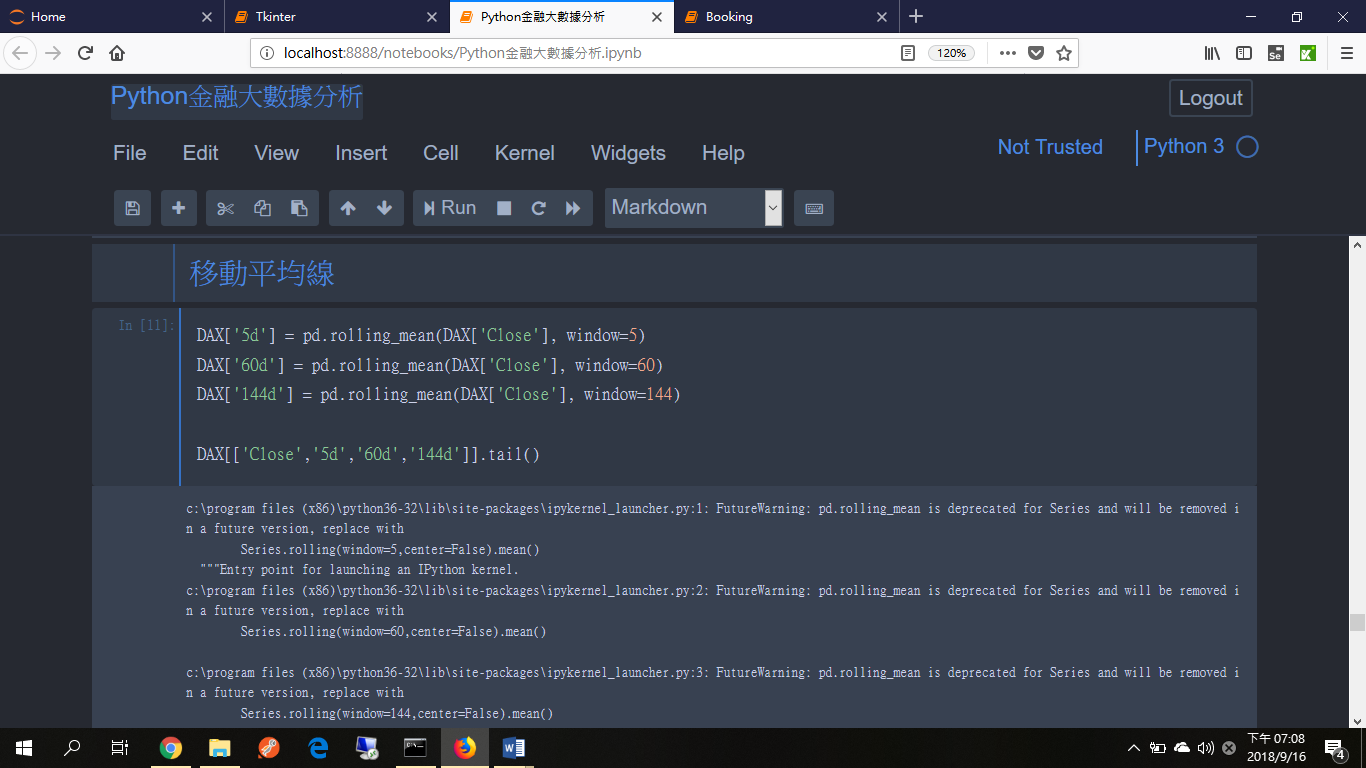 Home
Tkinter
Python金融大數據分析
Booking
localhost:8888/notebooks/Python金融大數據分析.ipynb
120%
Python金融大數據分析
Logout
File Edit View Insert Cell Kernel Widgets Help
Not Trusted
Python 3
Run
Markdown
移動平均線
In [11]:
DAX['5d'] = pd.rolling_mean(DAX['Close'], window=5)
DAX['60d'] = pd.rolling_mean(DAX['Close'], window=60)
DAX['144d'] = pd.rolling_mean(DAX['Close'], window=144)
DAX[['Close','5d','60d','144d']].tail()
c:\program files (x86)\python36-32\lib\site-packages\ipykernel_launcher.py:1: FutureWarning: pd.rolling_mean is deprecated for Series and will be removed i
n a future version, replace with
Series.rolling(window=5,center=False).mean()
"""Entry point for launching an IPython kernel.
c:\program files (x86)\python36-32\lib\site-packages\ipykernel_launcher.py:2: FutureWarning: pd.rolling_mean is deprecated for Series and will be removed i
n a future version, replace with
Series.rolling(window=60,center=False).mean()
c:\program files (x86)\python36-32\lib\site-packages\ipykernel_launcher.py:3: FutureWarning: pd.rolling_mean is deprecated for Series and will be removed i
n a future version, replace with
Series.rolling(window=144,center=False).mean()
下午 07:08
2018/9/16
4